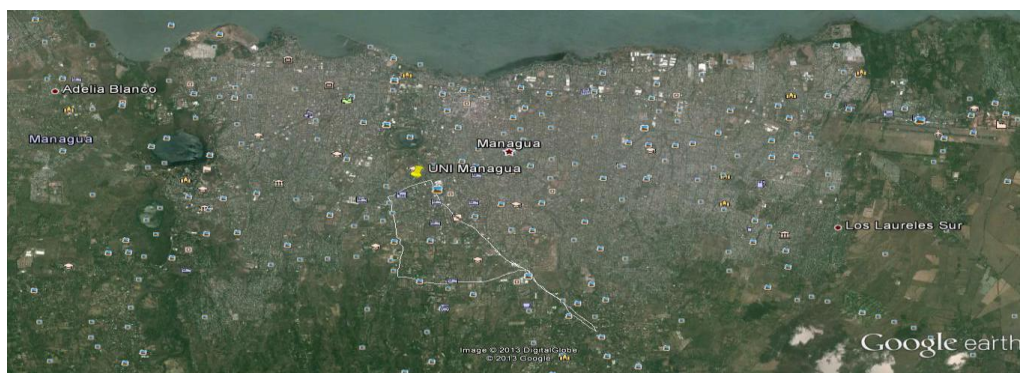 Adelia Blanco
Managua
Managua
UNI Managua
Los Laureles Sur
Image © 2013 DigitalGlobe
© 2013 Google
Google earth